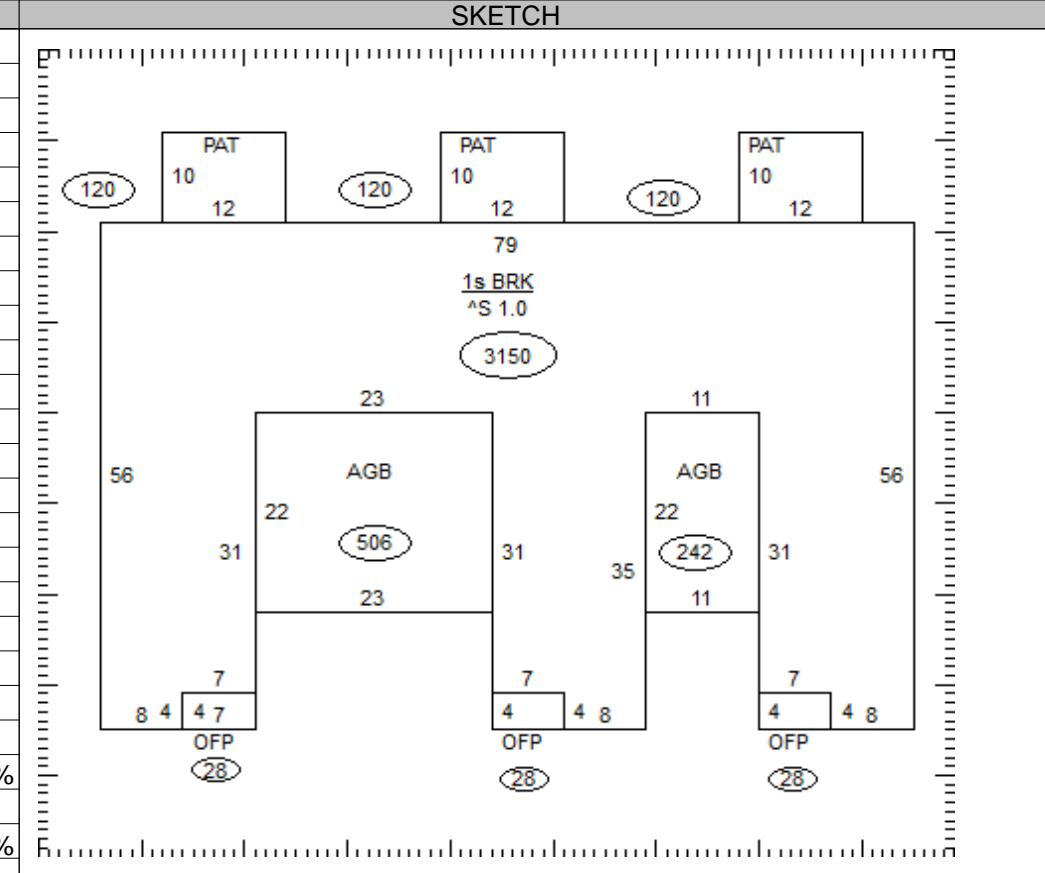 SKETCH
PAT PAT PAT
10 10 10
120 120 120
12 12 12
79
1s BRK
^S 1.0
3150
23 11
56 AGB AGB 56
22 22
506 242
31 31 35 31
23 11
7 7 7
8 4 4 7 4 4 8 4 4 8
OFP OFP OFP
28 28 28
%
%